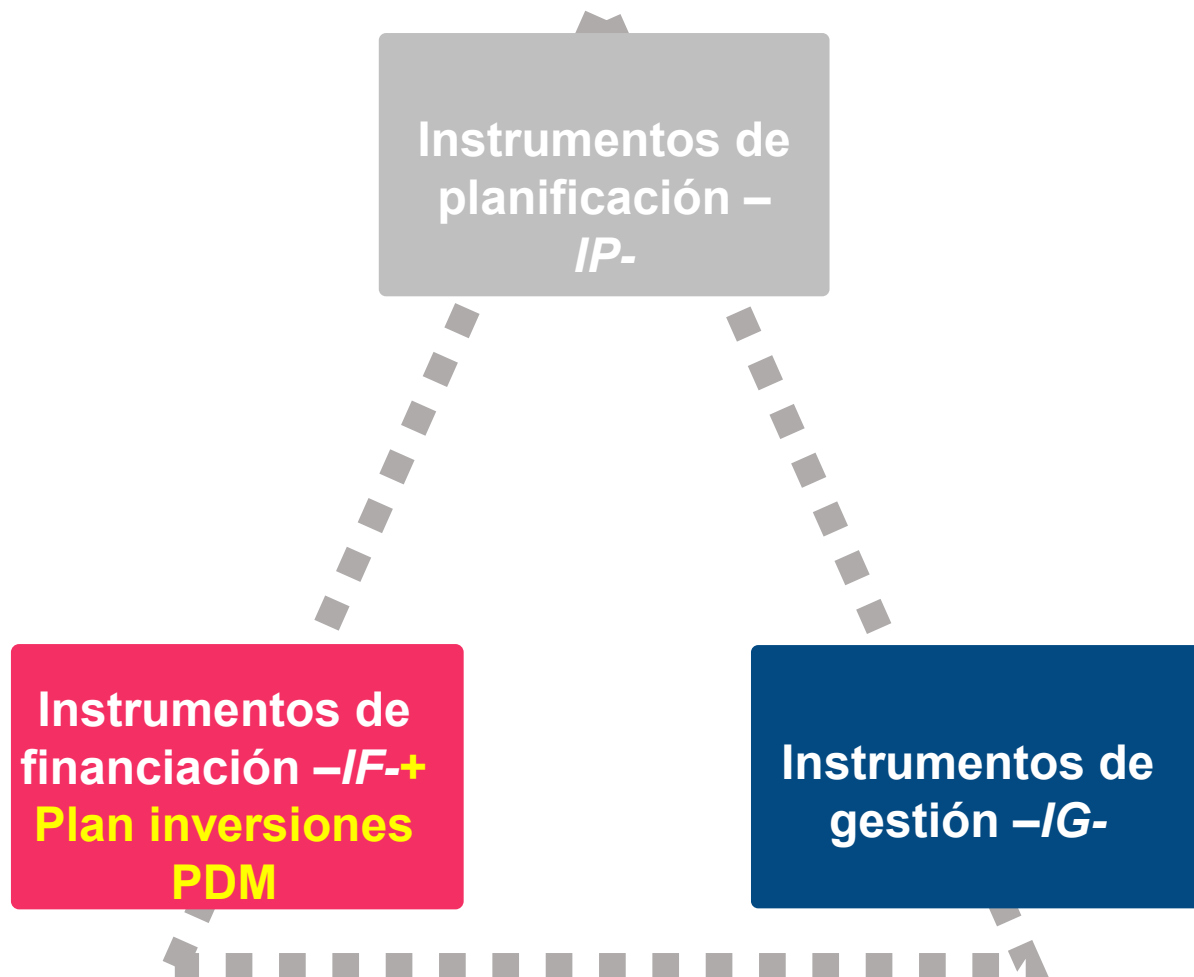 Instrumentos de
planificación –
IP-
Instrumentos de
financiación –IF-+
Plan inversiones
PDM
Instrumentos de
gestión –IG-